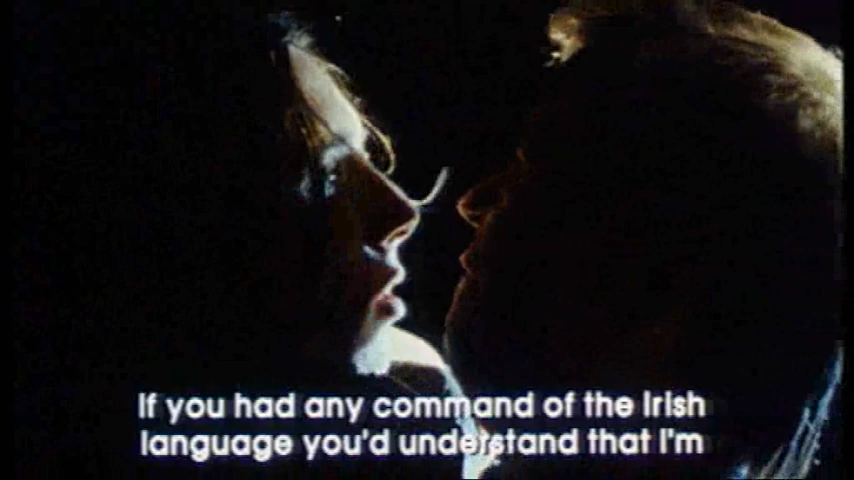 If you had any command of the Irish
language you'd understand that I'm